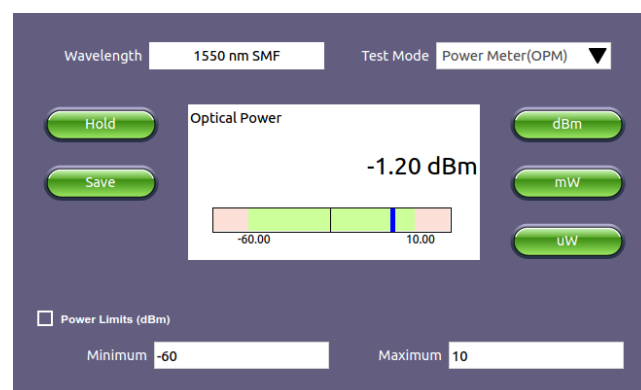 Wavelength 1550 nm SMF Test Mode Power Meter(OPM)
Hold
Save
Optical Power
-1.20 dBm
-60.00 10.00
dBm
mW
uW
Power Limits (dBm)
Minimum -60 Maximum 10